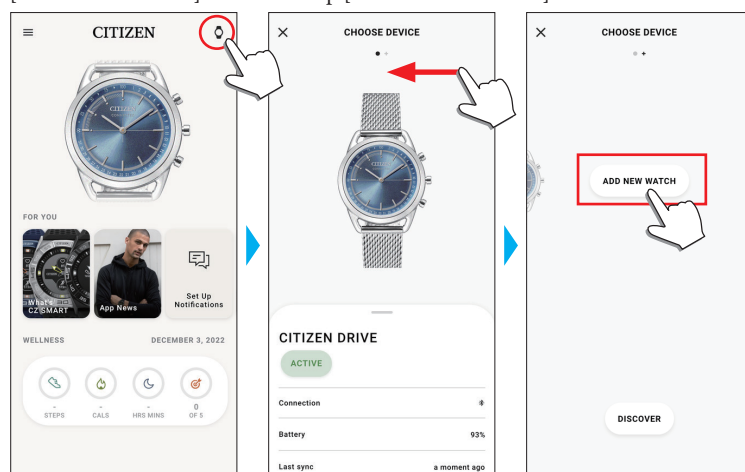 CITIZEN
FOR YOU
What's
CZ SMART
App News
Set Up
Notifications
WELLNESS DECEMBER 3, 2022
- - - 0
STEPS CALS HRS MINS OF 5
CHOOSE DEVICE
CITIZEN
CITIZEN DRIVE
ACTIVE
Connection
Battery 93%
Last sync a moment ago
CHOOSE DEVICE
ADD NEW WATCH
DISCOVER